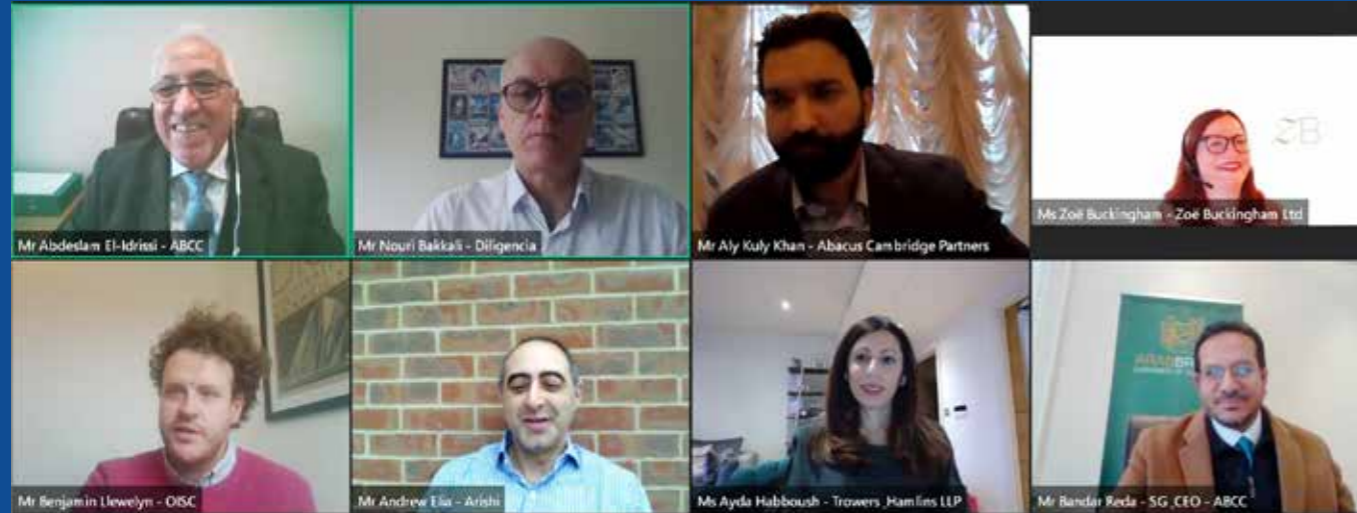 Mr Abdeslam El-Idrissi - ABCC
Mr Nouri Bakkali - Diligencia
Mr Aly Kuly Khan - Abacus Cambridge Partners
ZB
Ms Zoë Buckingham - Zoë Buckingham Ltd
Mr Benjamin Llewelyn - OISC
Mr Andrew Elia - Arishi
Ms Ayda Habboush - Trowers_Hamlins LLP
ARAB
Mr Bandar Reda - SG_CEO - ABCC